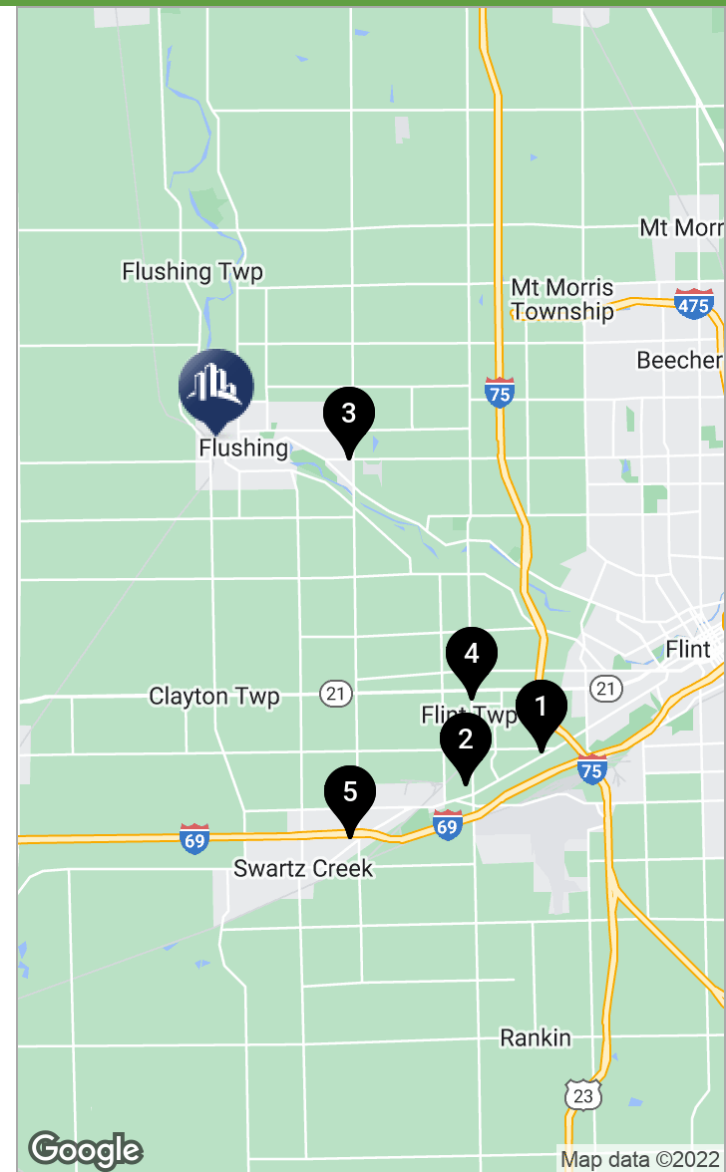 Mt Morr
Flushing Twp
Mt Morris
Township
475
Beecher
75
3
Flushing
4
Flint
Clayton Twp
21
21
Flint Twp
1
2
75
5
69
69
Swartz Creek
Rankin
23
Google
Map data ©2022